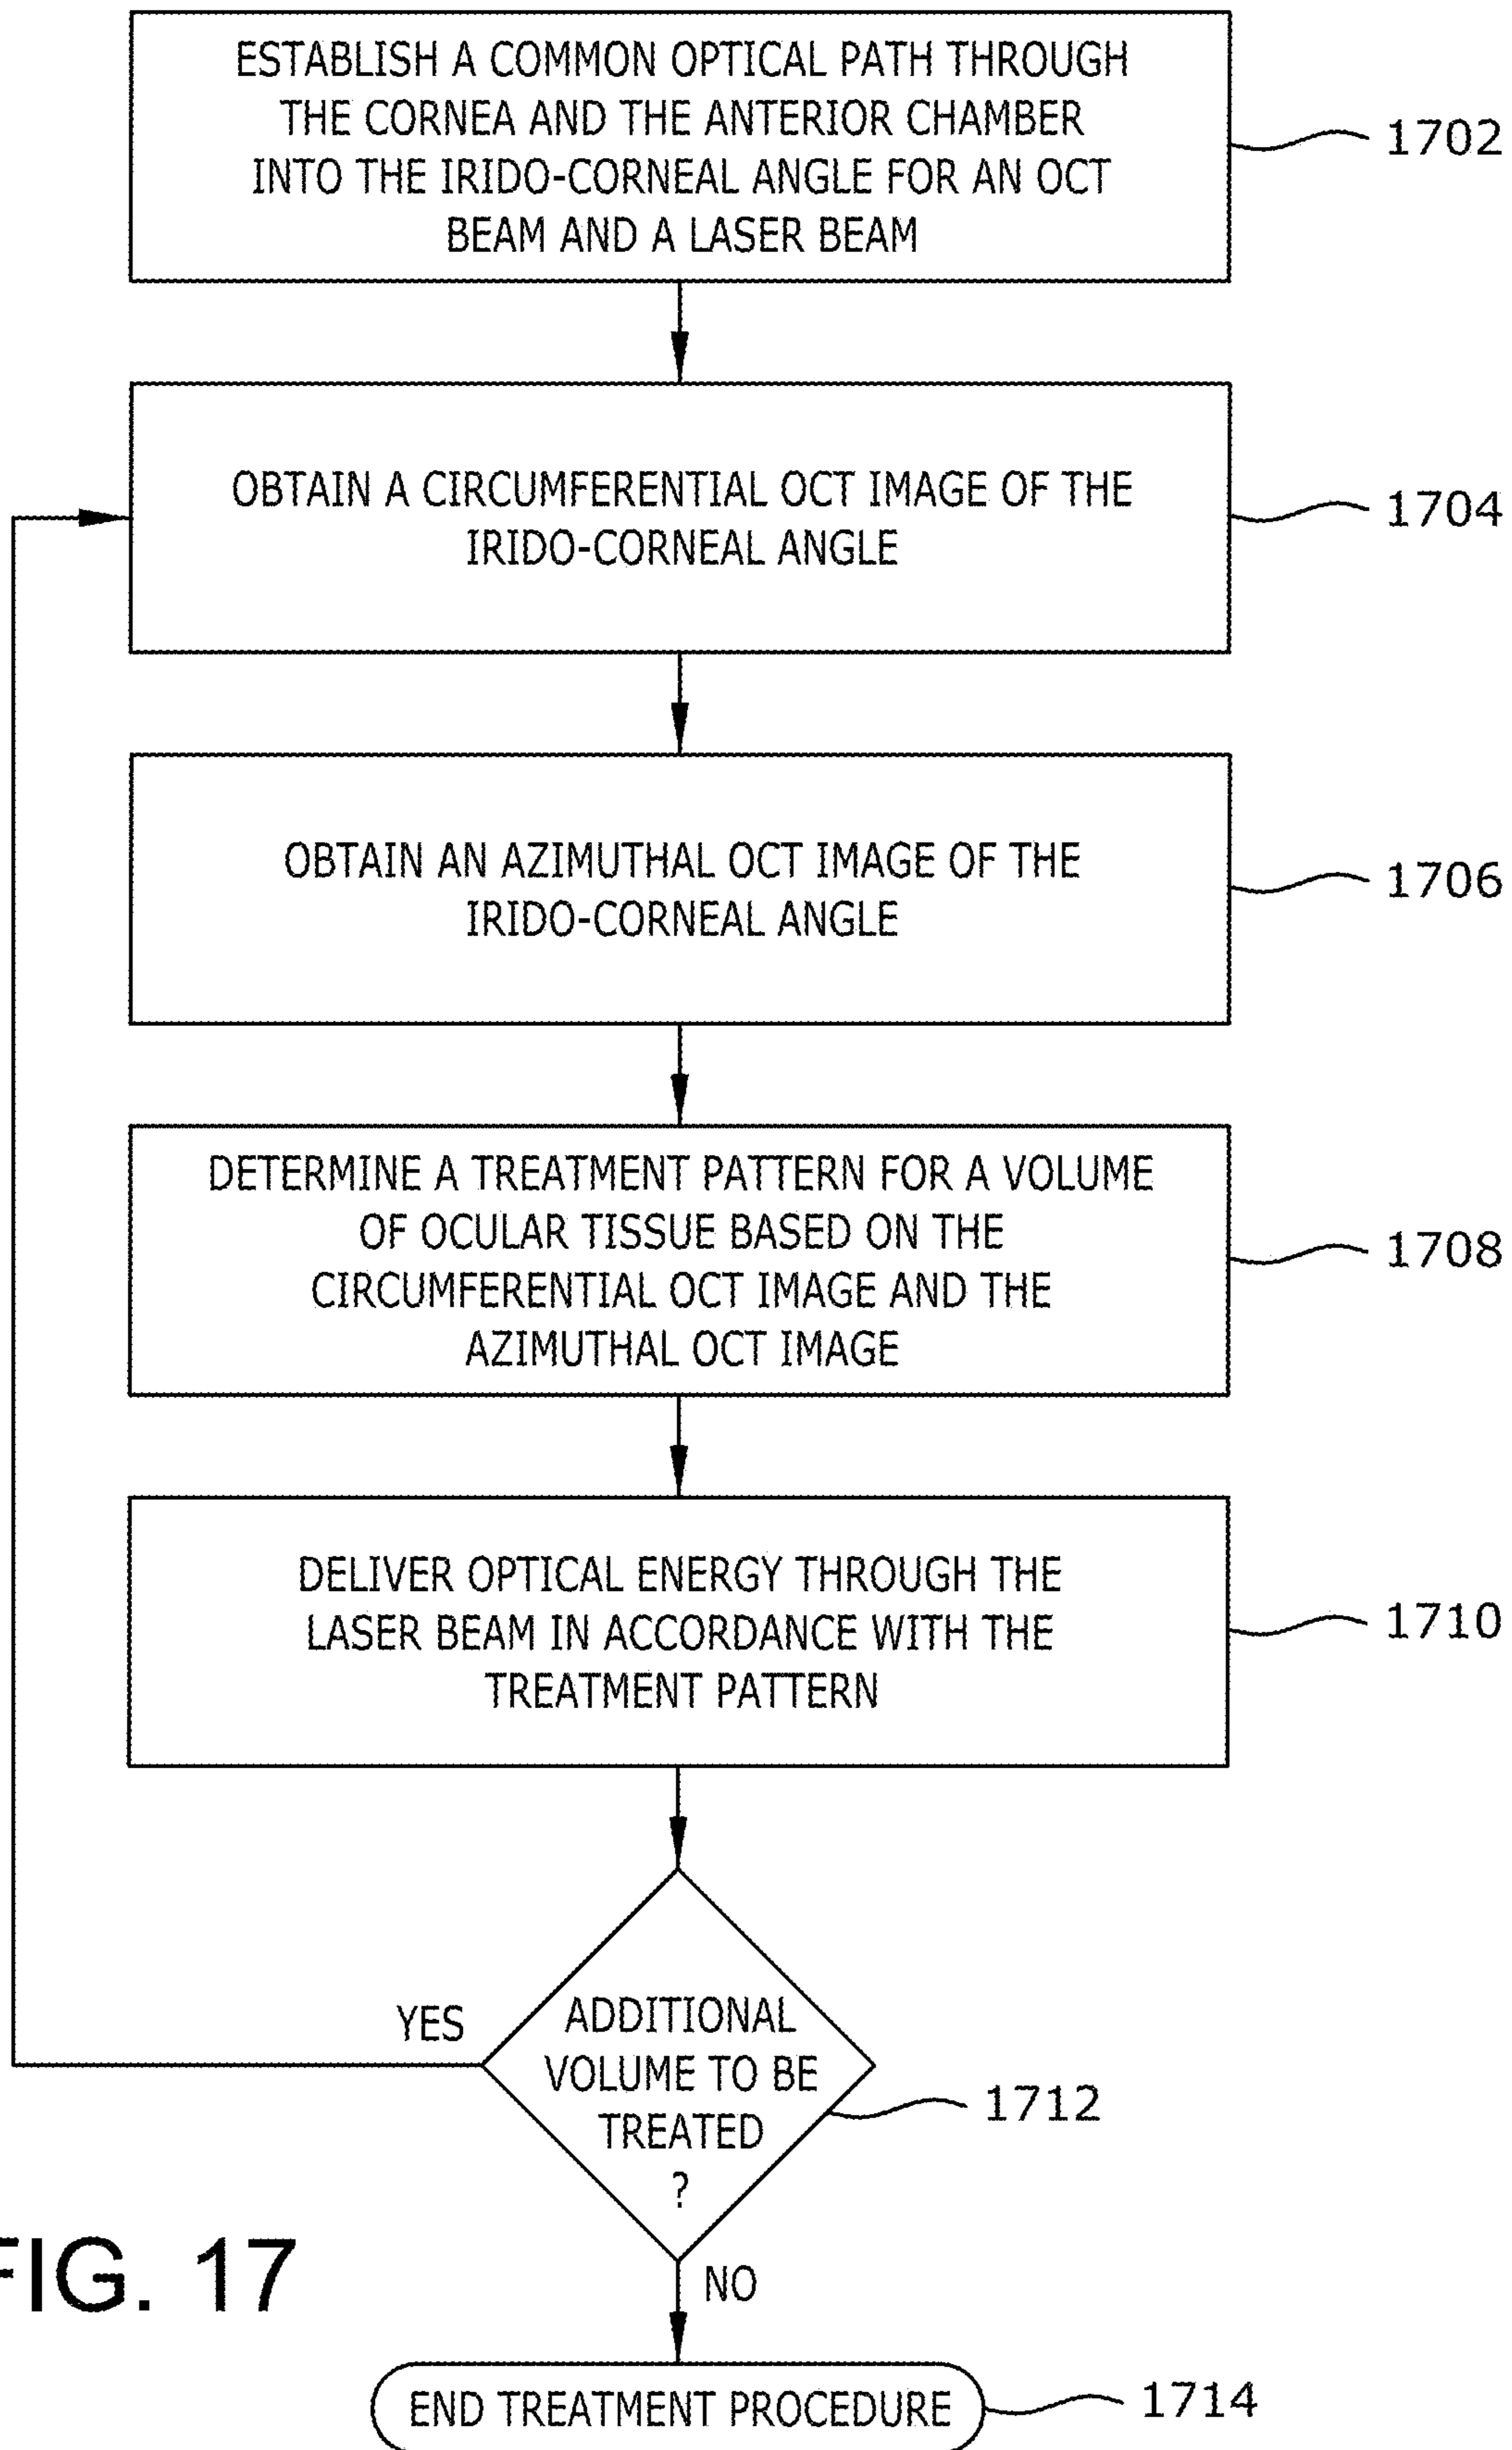 ESTABLISH A COMMON OPTICAL PATH THROUGH
THE CORNEA AND THE ANTERIOR CHAMBER
INTO THE IRIDO-CORNEAL ANGLE FOR AN OCT
BEAM AND A LASER BEAM
1702
OBTAIN A CIRCUMFERENTIAL OCT IMAGE OF THE
IRIDO-CORNEAL ANGLE
1704
OBTAIN AN AZIMUTHAL OCT IMAGE OF THE
IRIDO-CORNEAL ANGLE
1706
DETERMINE A TREATMENT PATTERN FOR A VOLUME
OF OCULAR TISSUE BASED ON THE
CIRCUMFERENTIAL OCT IMAGE AND THE
AZIMUTHAL OCT IMAGE
1708
DELIVER OPTICAL ENERGY THROUGH THE
LASER BEAM IN ACCORDANCE WITH THE
TREATMENT PATTERN
1710
YES
ADDITIONAL
VOLUME TO BE
TREATED
?
1712
NO
FIG. 17
END TREATMENT PROCEDURE
1714